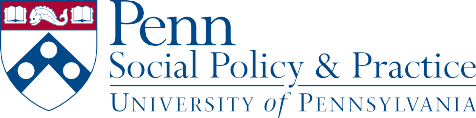 Penn
Social Policy & Practice
UNIVERSITY of PENNSYLVANIA